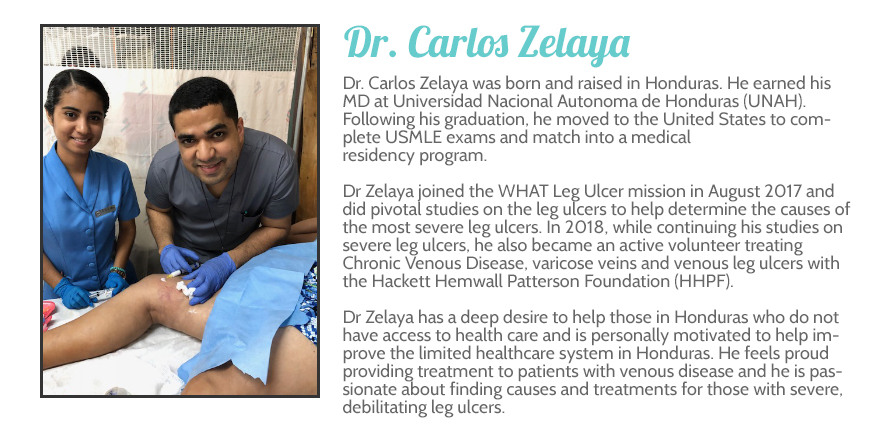 Dr. Carlos Zelaya
Dr. Carlos Zelaya was born and raised in Honduras. He earned his
MD at Universidad Nacional Autonoma de Honduras (UNAH).
Following his graduation, he moved to the United States to com-
plete USMLE exams and match into a medical
residency program.
Dr Zelaya joined the WHAT Leg Ulcer mission in August 2017 and
did pivotal studies on the leg ulcers to help determine the causes of
the most severe leg ulcers. In 2018, while continuing his studies on
severe leg ulcers, he also became an active volunteer treating
Chronic Venous Disease, varicose veins and venous leg ulcers with
the Hackett Hemwall Patterson Foundation (HHPF).
Dr Zelaya has a deep desire to help those in Honduras who do not
have access to health care and is personally motivated to help im-
prove the limited healthcare system in Honduras. He feels proud
providing treatment to patients with venous disease and he is pas-
sionate about finding causes and treatments for those with severe,
debilitating leg ulcers.